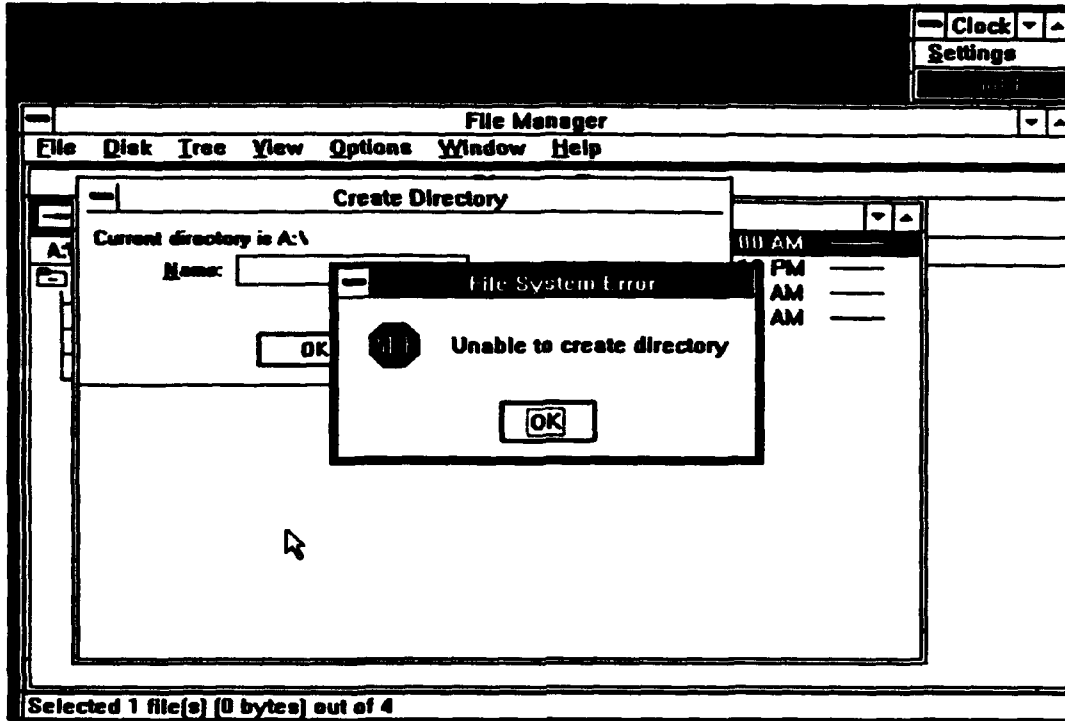 Clock
Settings
File Manager
File Disk Tree View Options Window Help
Create Directory
Current directory is A:\
Name:
OK
A:\
00 AM
PM
AM
AM
File System Error
Unable to create directory
OK
Selected 1 file(s) (0 bytes) out of 4